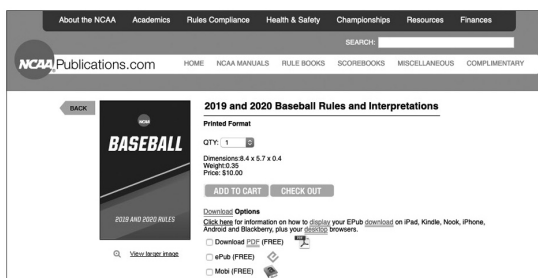 About the NCAA Academics Rules Compliance Health & Safety Championships Resources Finances
SEARCH:
NCAA Publications.com HOME NCAA MANUALS RULE BOOKS SCOREBOOKS MISCELLANEOUS COMPLIMENTARY
BACK
2019 and 2020 Baseball Rules and Interpretations
NCAA
BASEBALL
2019 AND 2020 RULES
View larger image
Printed Format
QTY: 1
Dimensions:8.4 x 5.7 x 0.4
Weight:0.35
Price: $10.00
ADD TO CART CHECK OUT
Download Options
Click here for information on how to display your EPub download on iPad, Kindle, Nook, iPhone,
Android and Blackberry, plus your desktop browsers.
Download PDF (FREE)
ePub (FREE)
Mobi (FREE)